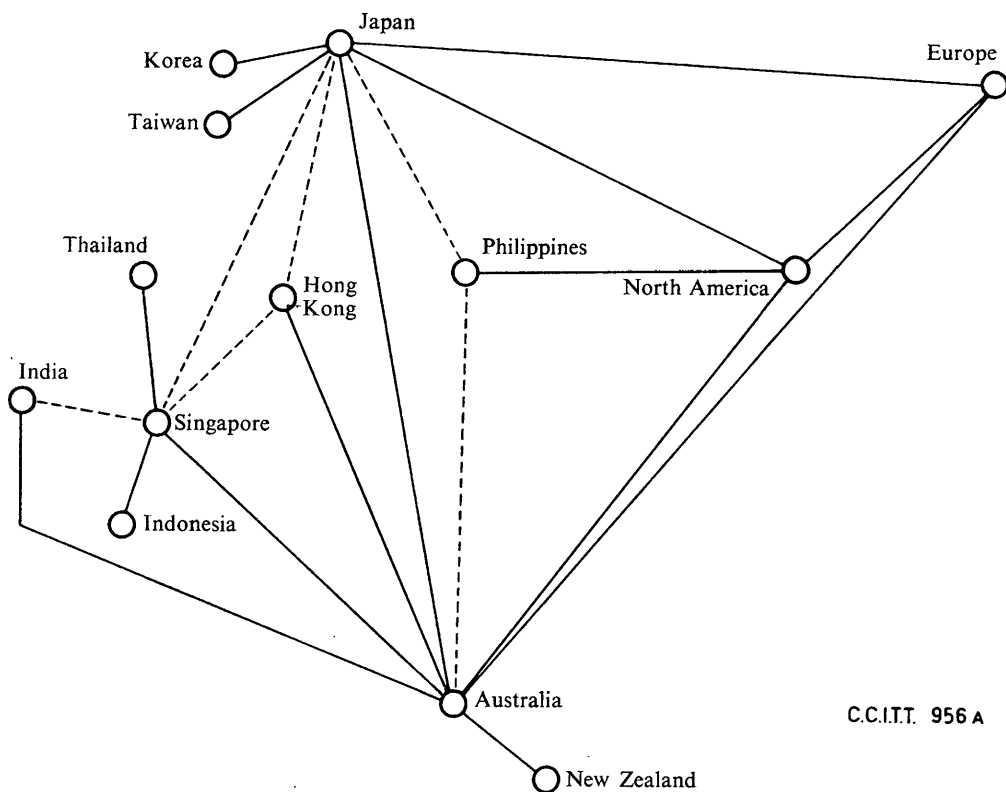 Japan
Korea
Europe
Taiwan
Thailand
Philippines
Hong
Kong
North America
India
Singapore
Indonesia
Australia
C.C.I.T.T. 956 A
New Zealand